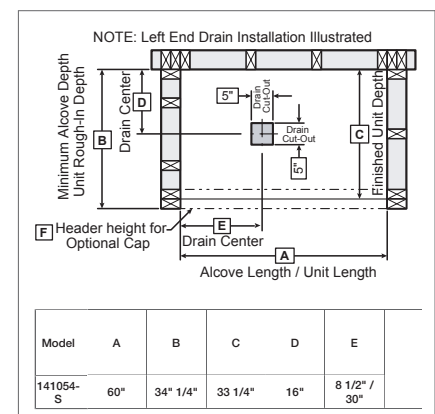 NOTE: Left End Drain Installation Illustrated
Minimum Alcove Depth
Unit Rough-In Depth
B
Drain Center
D
5"
Drain
Cut-Out
Drain
Cut-Out
5"
C
Finished Unit Depth
F Header height for
Optional Cap
E
Drain Center
A
Alcove Length / Unit Length
Model A B C D E
141054-
S
60" 34" 1/4" 33 1/4" 16" 8 1/2" /
30"